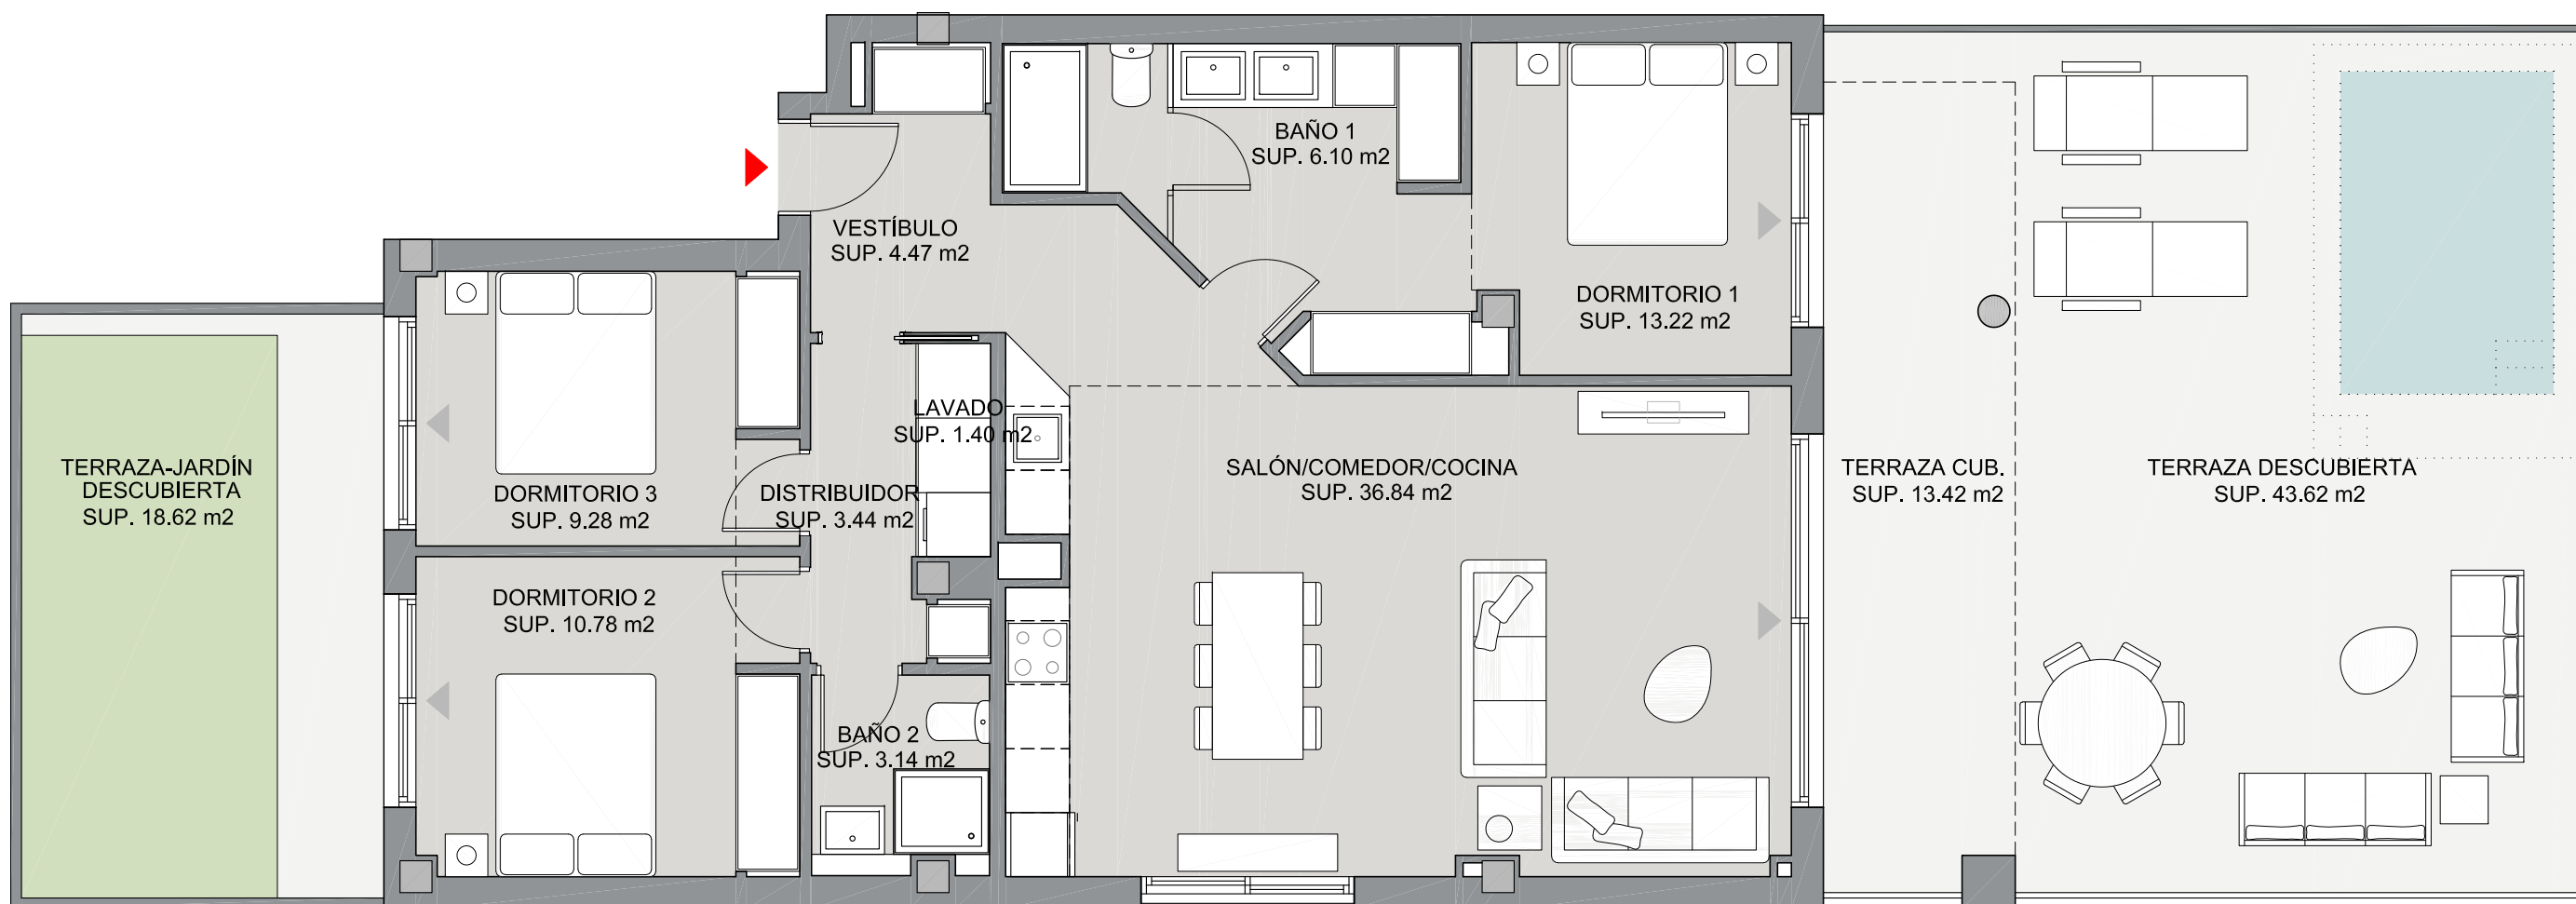 BAÑO 1
SUP. 6.10 m2
VESTÍBULO
SUP. 4.47 m2
DORMITORIO 1
SUP. 13.22 m2
LAVADO
SUP. 1.40 m2
TERRAZA-JARDÍN
DESCUBIERTA
SUP. 18.62 m2
DORMITORIO 3
SUP. 9.28 m2
DISTRIBUIDOR
SUP. 3.44 m2
SALÓN/COMEDOR/COCINA
SUP. 36.84 m2
TERRAZA CUB.
SUP. 13.42 m2
TERRAZA DESCUBIERTA
SUP. 43.62 m2
DORMITORIO 2
SUP. 10.78 m2
BAÑO 2
SUP. 3.14 m2